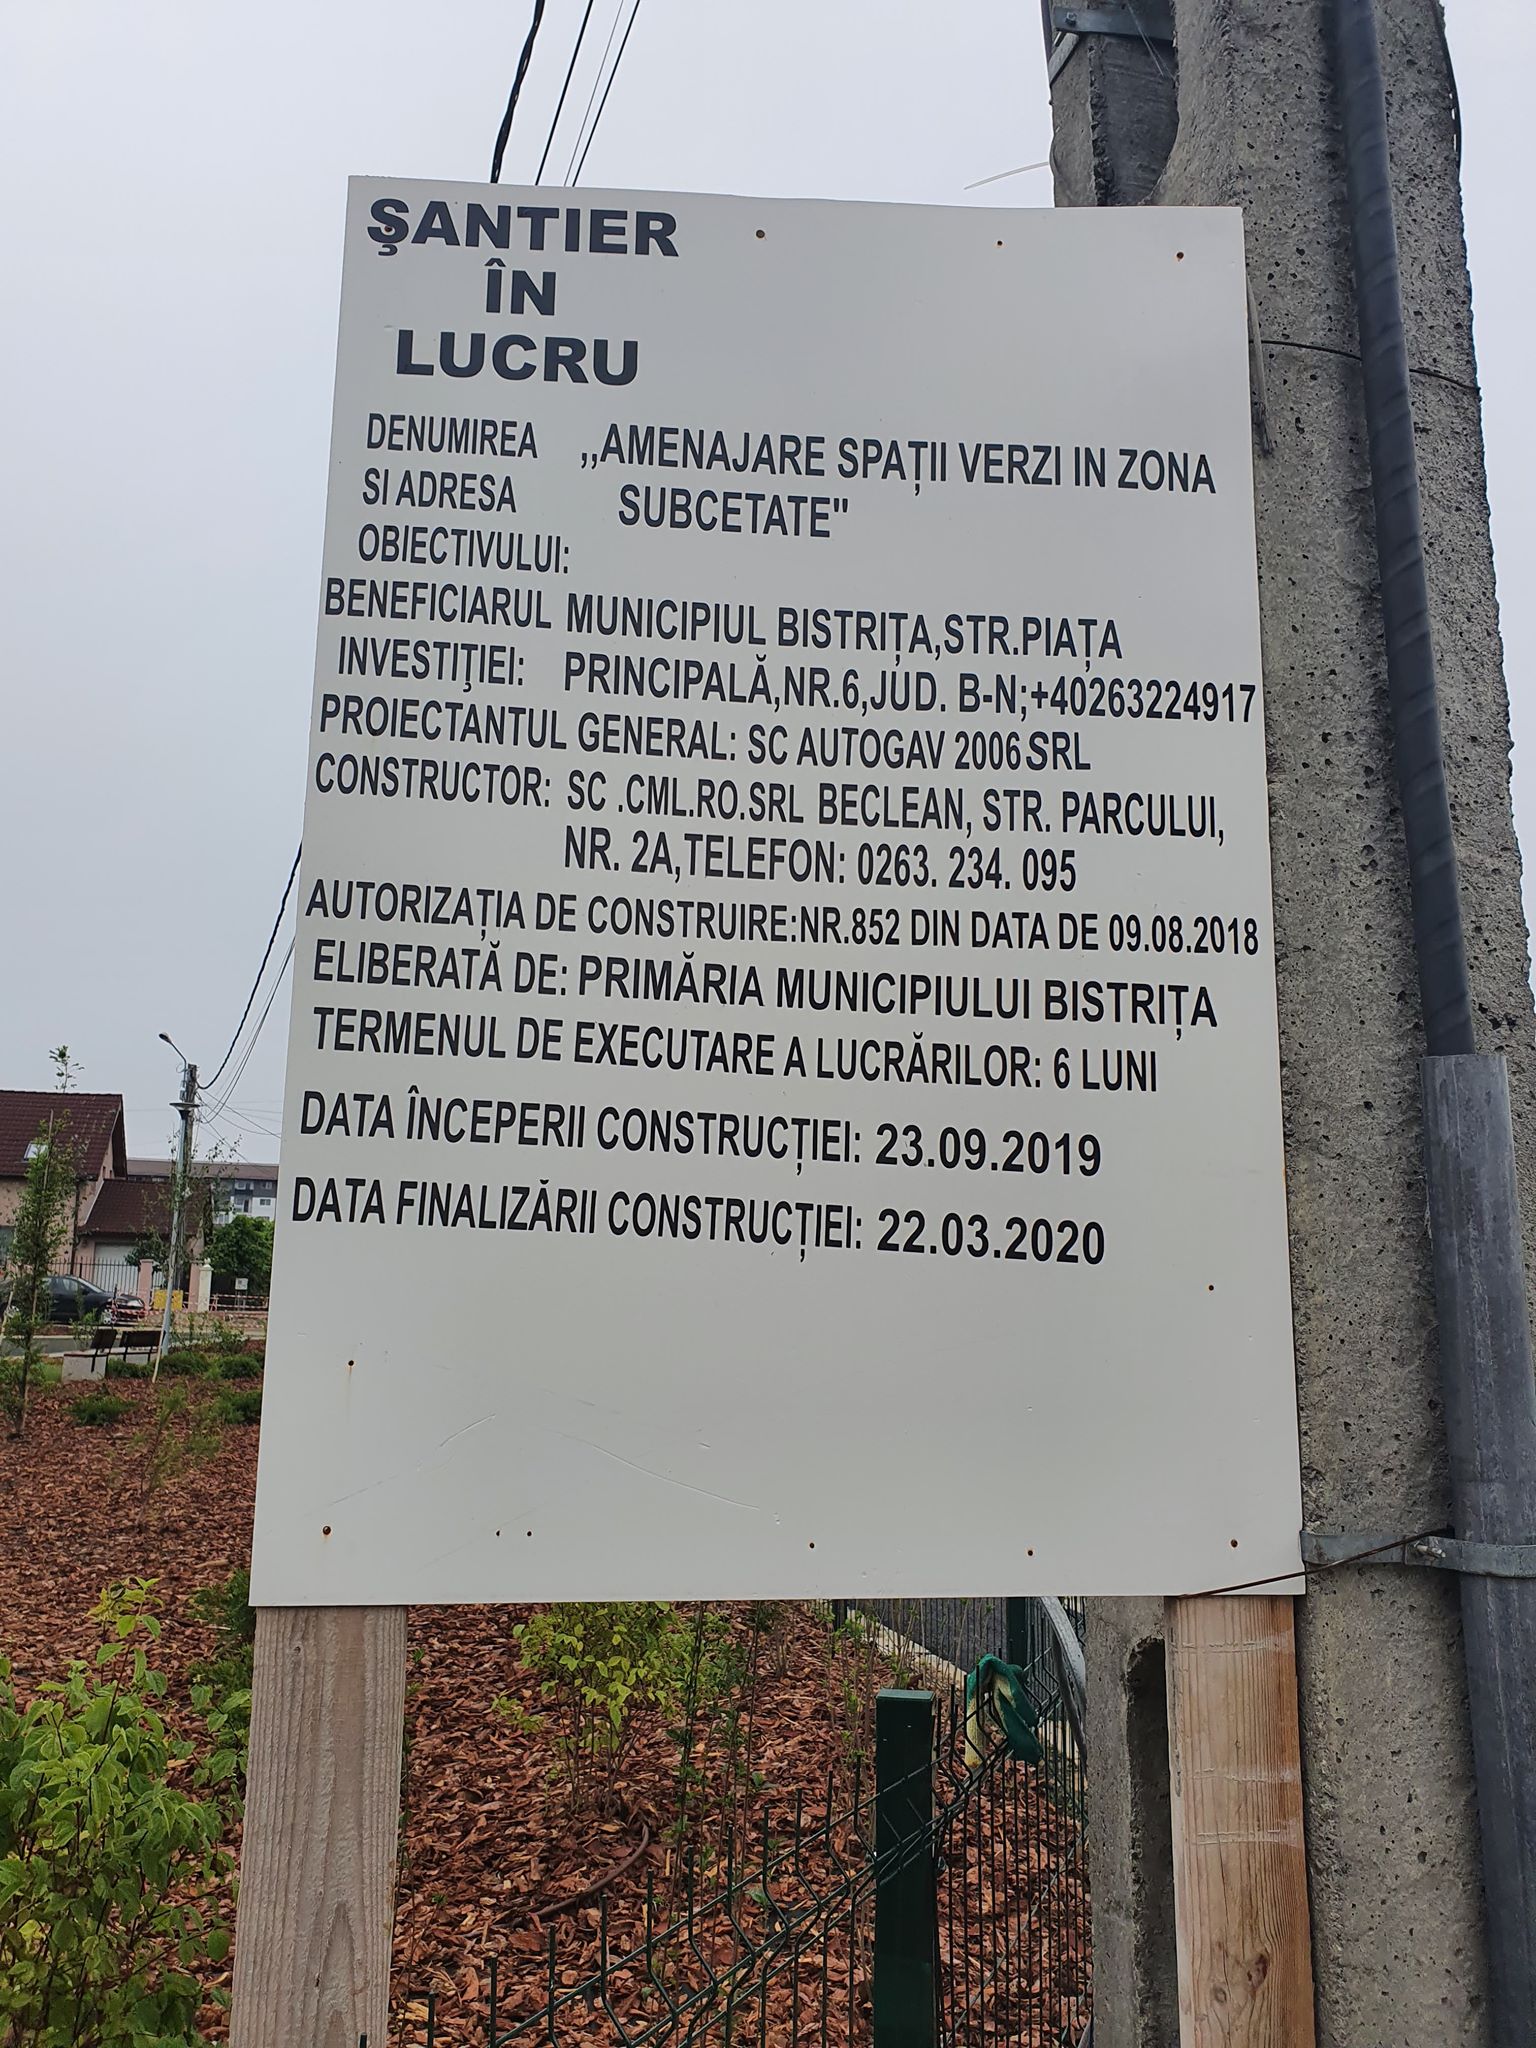 ŞANTIER
ÎN
LUCRU
DENUMIREA ,,AMENAJARE SPAȚII VERZI IN ZONA
SI ADRESA SUBCETATE"
OBIECTIVULUI:
BENEFICIARUL MUNICIPIUL BISTRIȚA,STR.PIAȚA
INVESTIŢIEI: PRINCIPALĂ,NR.6,JUD. B-N;+40263224917
PROIECTANTUL GENERAL: SC AUTOGAV 2006 SRL
CONSTRUCTOR: SC .CML.RO.SRL BECLEAN, STR. PARCULUI,
NR. 2A,TELEFON: 0263. 234. 095
AUTORIZAȚIA DE CONSTRUIRE:NR.852 DIN DATA DE 09.08.2018
ELIBERATĂ DE: PRIMĂRIA MUNICIPIULUI BISTRIȚA
TERMENUL DE EXECUTARE A LUCRĂRILOR: 6 LUNI
DATA ÎNCEPERII CONSTRUCȚIEI: 23.09.2019
DATA FINALIZĂRII CONSTRUCȚIEI: 22.03.2020